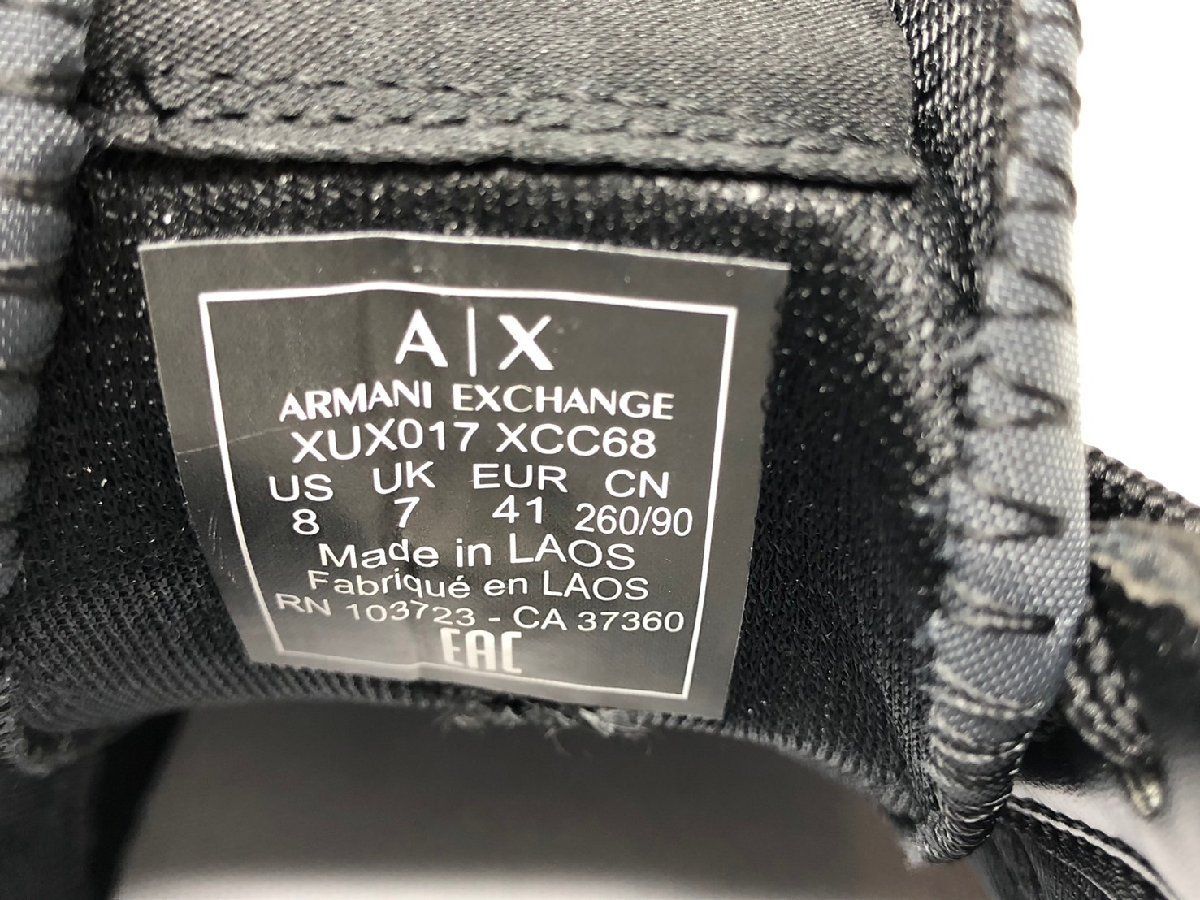 A|X
ARMANI EXCHANGE
XUX017 XCC68
US UK EUR CN
8 7 41 260/90
Made in LAOS
Fabriqué en LAOS
RN 103723 - CA 37360
EAC